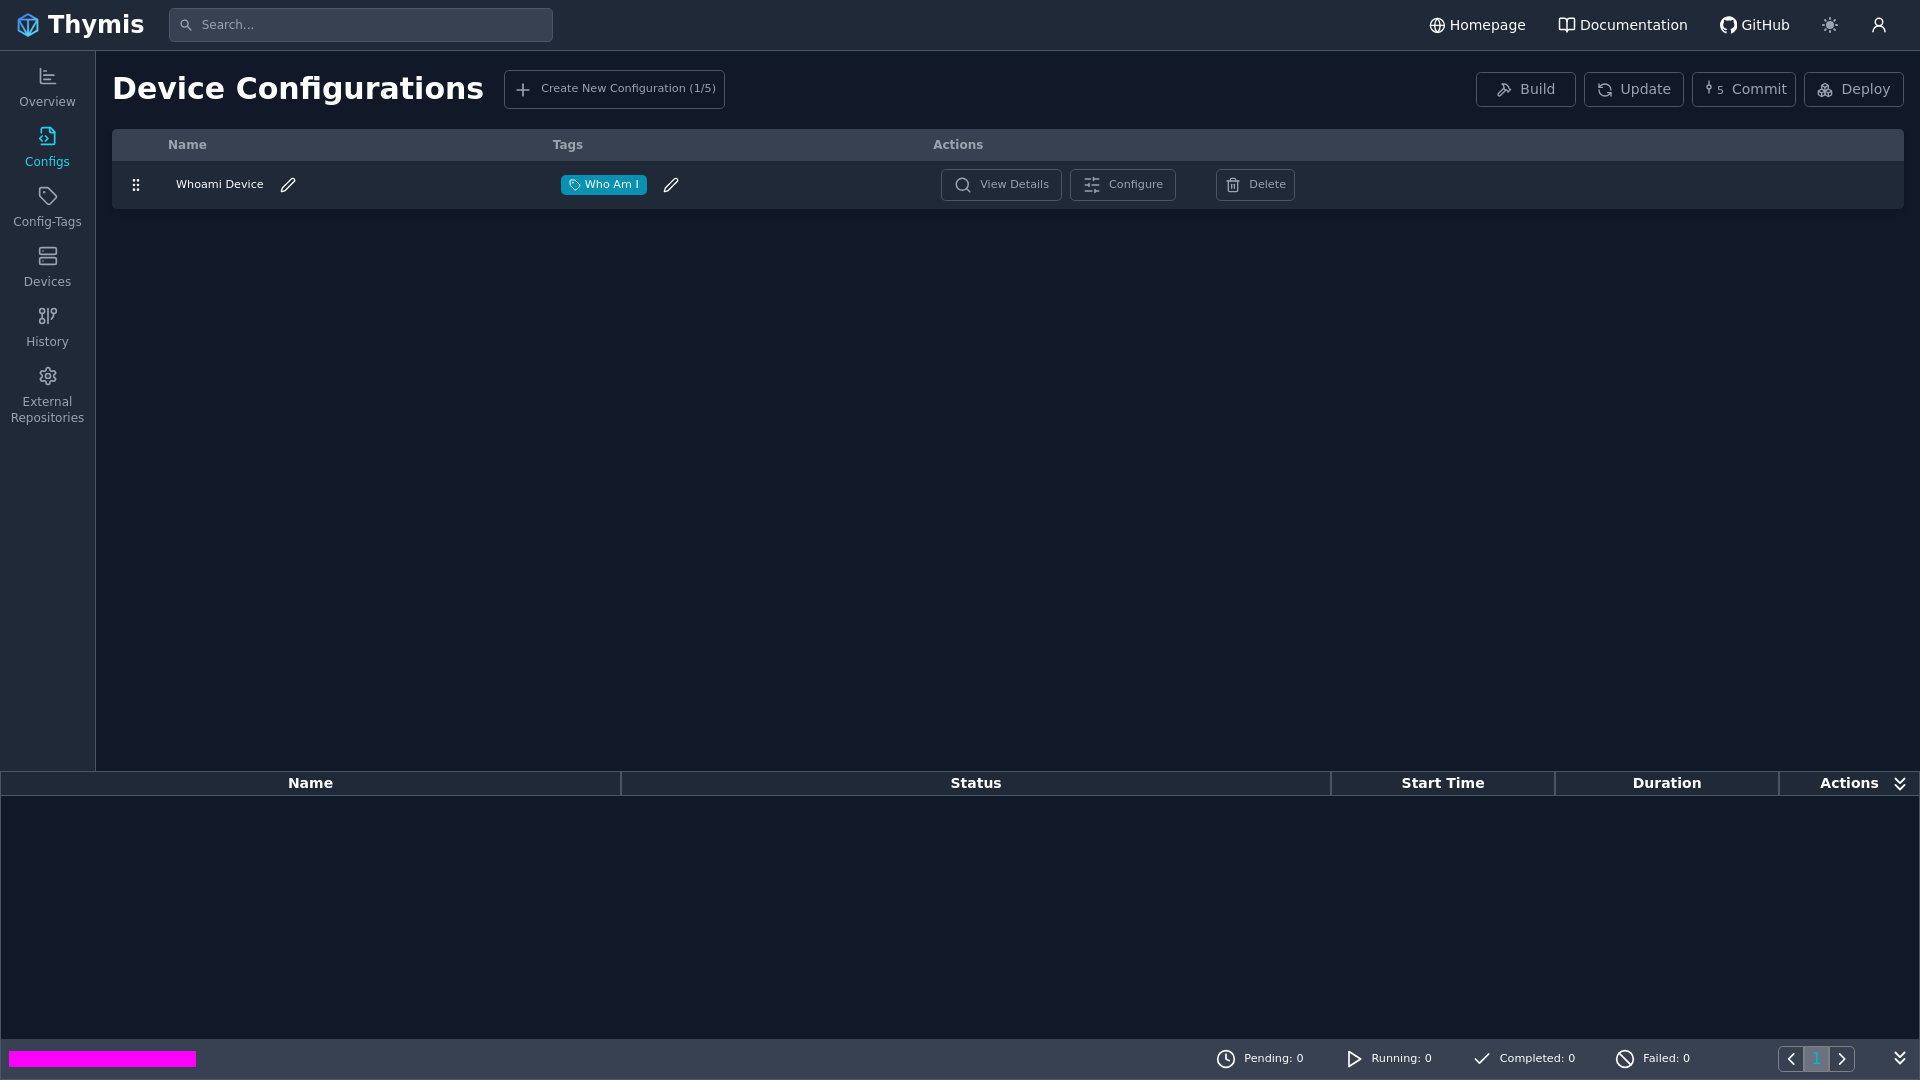 Thymis
Search...
Homepage
Documentation
GitHub
Overview
Configs
Config-Tags
Devices
History
External
Repositories
Device Configurations
Create New Configuration (1/5)
Build
Update
5 Commit
Deploy
Name Tags Actions
Whoami Device Who Am I View Details Configure Delete
Name Status Start Time Duration Actions
Pending: 0 Running: 0 Completed: 0 Failed: 0 1